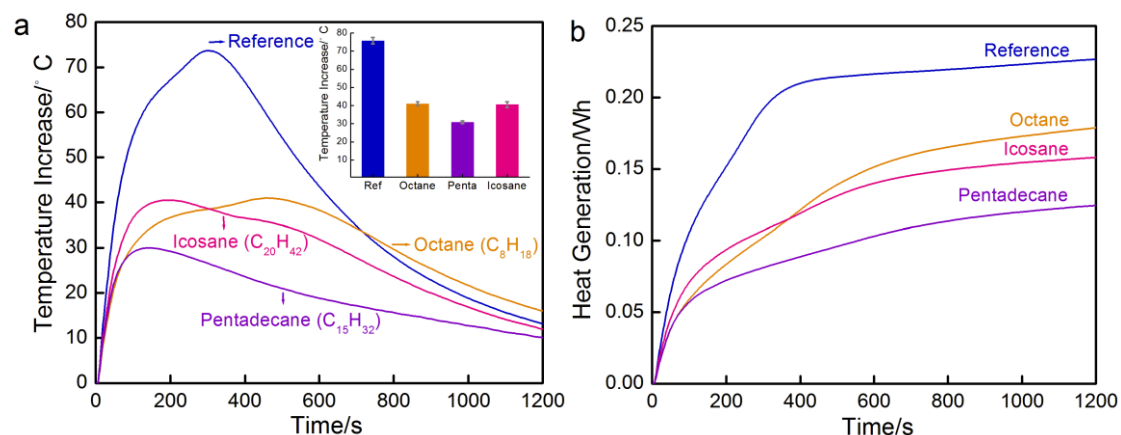 a
Temperature Increase/° C
80
70
60
50
40
30
20
10
0
0 200 400 600 800 1000 1200
Time/s
Reference
Icosane (C20H42)
Octane (C8H18)
Pentadecane (C15H32)
Temperature Increase/° C
80
70
60
50
40
30
20
10
Ref Octane Penta Icosane
b
Heat Generation/Wh
0.25
0.20
0.15
0.10
0.05
0.00
0 200 400 600 800 1000 1200
Time/s
Reference
Octane
Icosane
Pentadecane